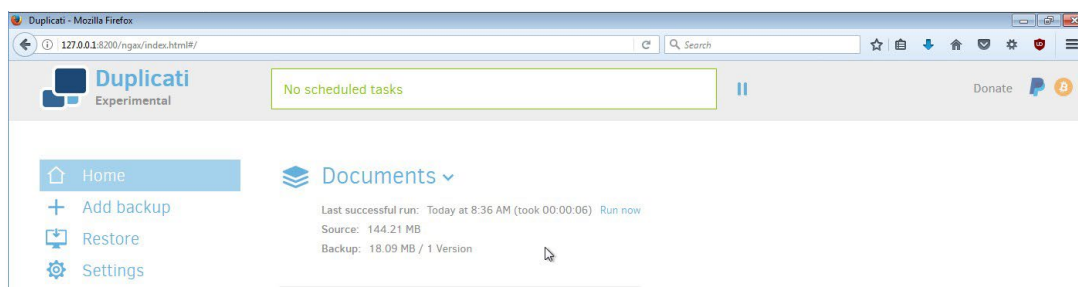 Duplicati - Mozilla Firefox
127.0.0.1:8200/ngax/index.html#/
Search
Duplicati
Experimental
No scheduled tasks
Donate
Home
Documents
Add backup
Last successful run: Today at 8:36 AM (took 00:00:06) Run now
Source: 144.21 MB
Restore
Backup: 18.09 MB / 1 Version
Settings